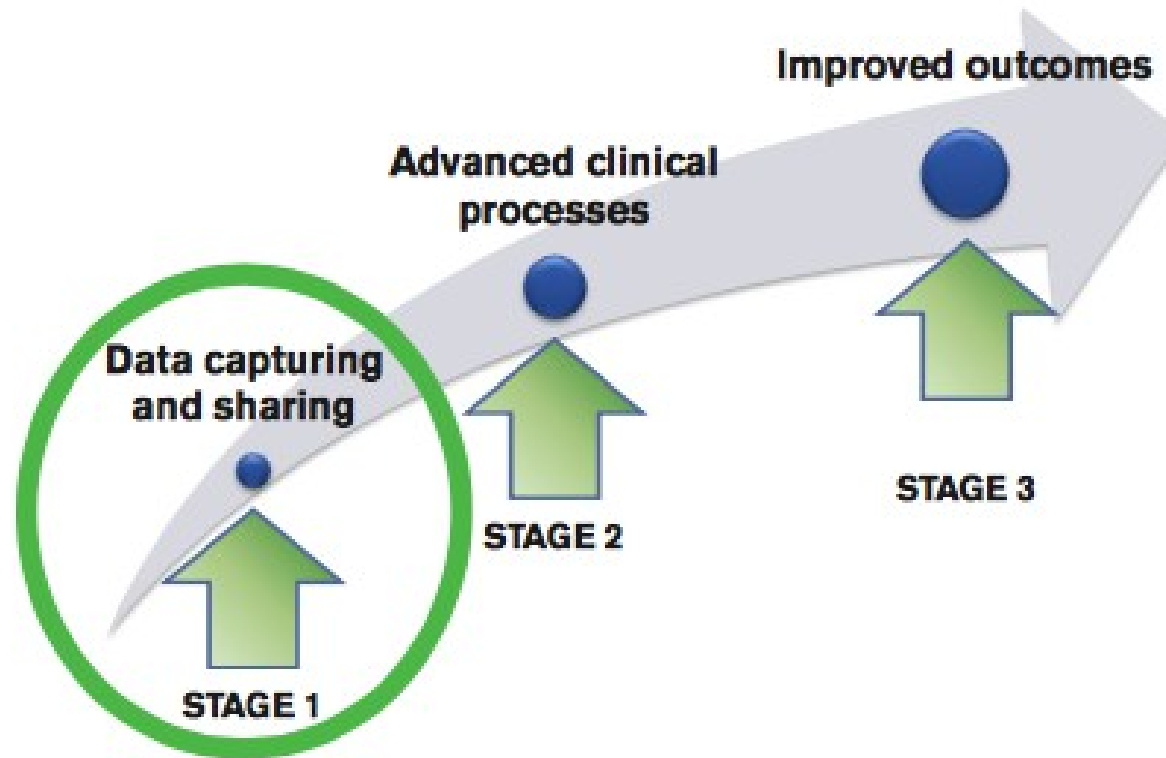 Improved outcomes
Advanced clinical
processes
Data capturing
and sharing
STAGE 3
STAGE 2
STAGE 1